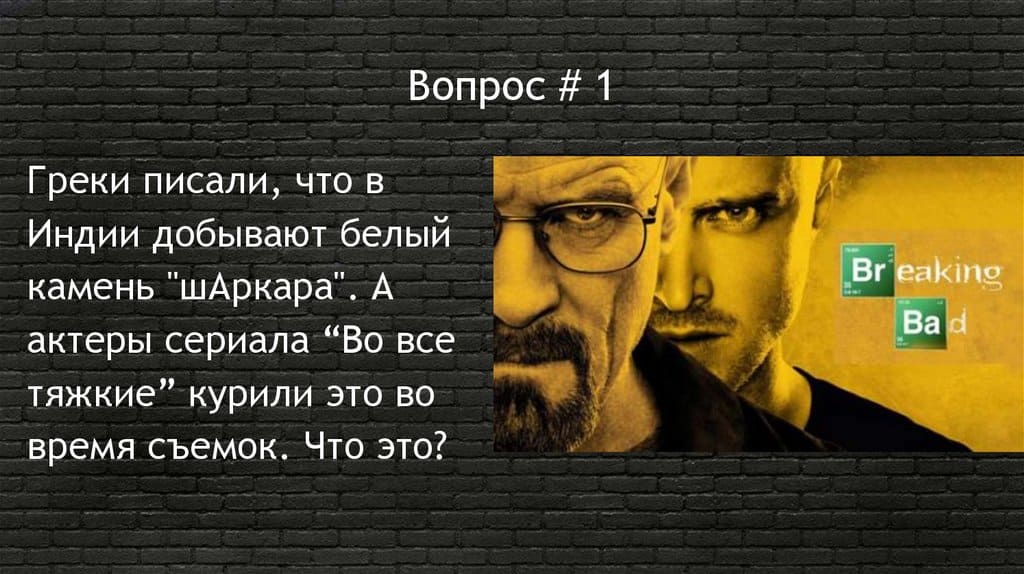 Вопрос # 1
Греки писали, что в
Индии добывают белый
камень "шАркара". А
актеры сериала “Во все
тяжкие” курили это во
время съемок. Что это?
Breaking
Bad